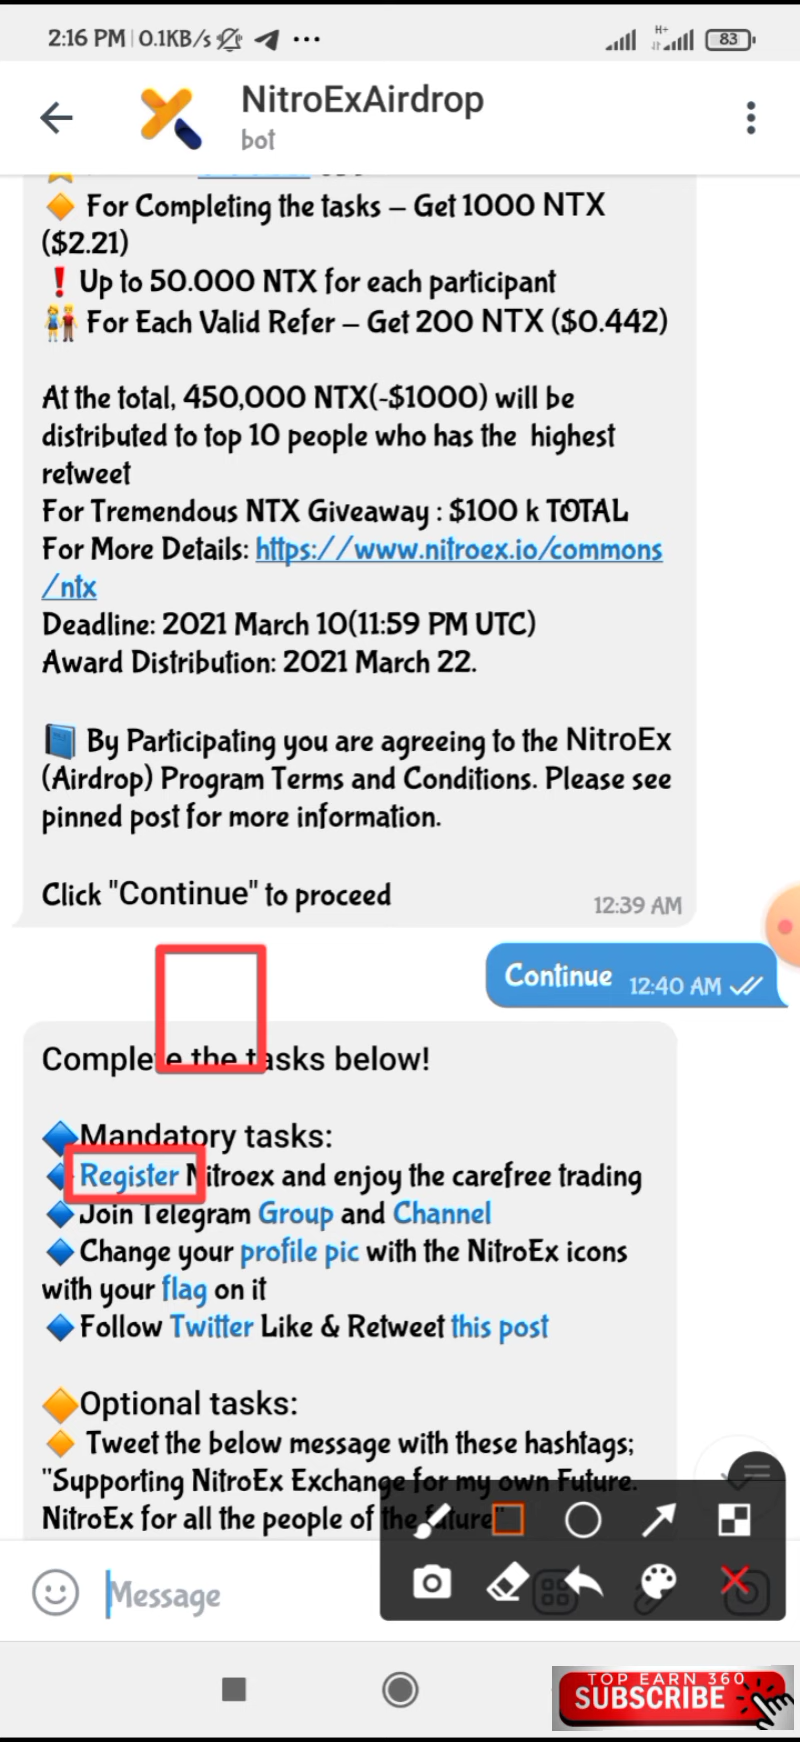 2:16 PM | 0.1KB/s ...
H+
83
NitroExAirdrop
bot
🔶 For Completing the tasks – Get 1000 NTX
($2.21)
❗ Up to 50.000 NTX for each participant
👫 For Each Valid Refer – Get 200 NTX ($0.442)
At the total, 450,000 NTX(~$1000) will be
distributed to top 10 people who has the highest
retweet
For Tremendous NTX Giveaway : $100 k TOTAL
For More Details: https://www.nitroex.io/commons
/ntx
Deadline: 2021 March 10(11:59 PM UTC)
Award Distribution: 2021 March 22.
📘 By Participating you are agreeing to the NitroEx
(Airdrop) Program Terms and Conditions. Please see
pinned post for more information.
Click "Continue" to proceed
12:39 AM
Continue 12:40 AM
Complete the tasks below!
🔷Mandatory tasks:
🔹Register Nitroex and enjoy the carefree trading
🔹Join Telegram Group and Channel
🔹Change your profile pic with the NitroEx icons
with your flag on it
🔹Follow Twitter Like & Retweet this post
🔶Optional tasks:
🔸 Tweet the below message with these hashtags;
"Supporting NitroEx Exchange for my own Future.
NitroEx for all the people of the future"
Message
TOP EARN 360
SUBSCRIBE